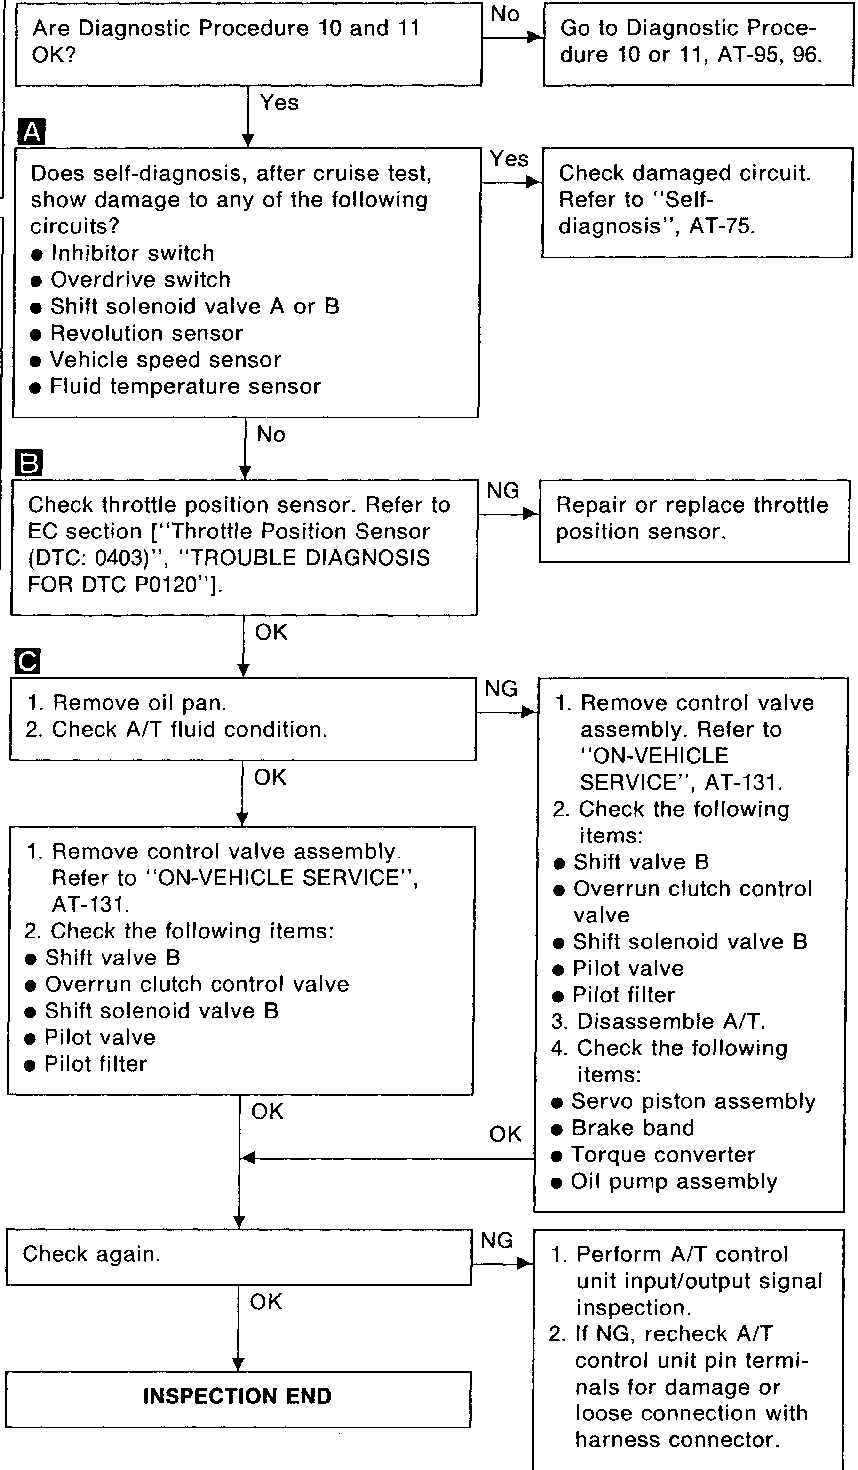 Are Diagnostic Procedure 10 and 11
OK?
No
Go to Diagnostic Proce-
dure 10 or 11, AT-95, 96.
Yes
A
Does self-diagnosis, after cruise test,
show damage to any of the following
circuits?
● Inhibitor switch
● Overdrive switch
● Shift solenoid valve A or B
● Revolution sensor
● Vehicle speed sensor
● Fluid temperature sensor
Yes
Check damaged circuit.
Refer to "Self-
diagnosis", AT-75.
No
B
Check throttle position sensor. Refer to
EC section ["Throttle Position Sensor
(DTC: 0403)", "TROUBLE DIAGNOSIS
FOR DTC P0120"].
NG
Repair or replace throttle
position sensor.
OK
C
1. Remove oil pan.
2. Check A/T fluid condition.
NG
1. Remove control valve
assembly. Refer to
"ON-VEHICLE
SERVICE", AT-131.
2. Check the following
items:
● Shift valve B
● Overrun clutch control
valve
● Shift solenoid valve B
● Pilot valve
● Pilot filter
3. Disassemble A/T.
4. Check the following
items:
● Servo piston assembly
● Brake band
● Torque converter
● Oil pump assembly
OK
1. Remove control valve assembly.
Refer to "ON-VEHICLE SERVICE",
AT-131.
2. Check the following items:
● Shift valve B
● Overrun clutch control valve
● Shift solenoid valve B
● Pilot valve
● Pilot filter
OK
OK
Check again.
NG
1. Perform A/T control
unit input/output signal
inspection.
2. If NG, recheck A/T
control unit pin termi-
nals for damage or
loose connection with
harness connector.
OK
INSPECTION END